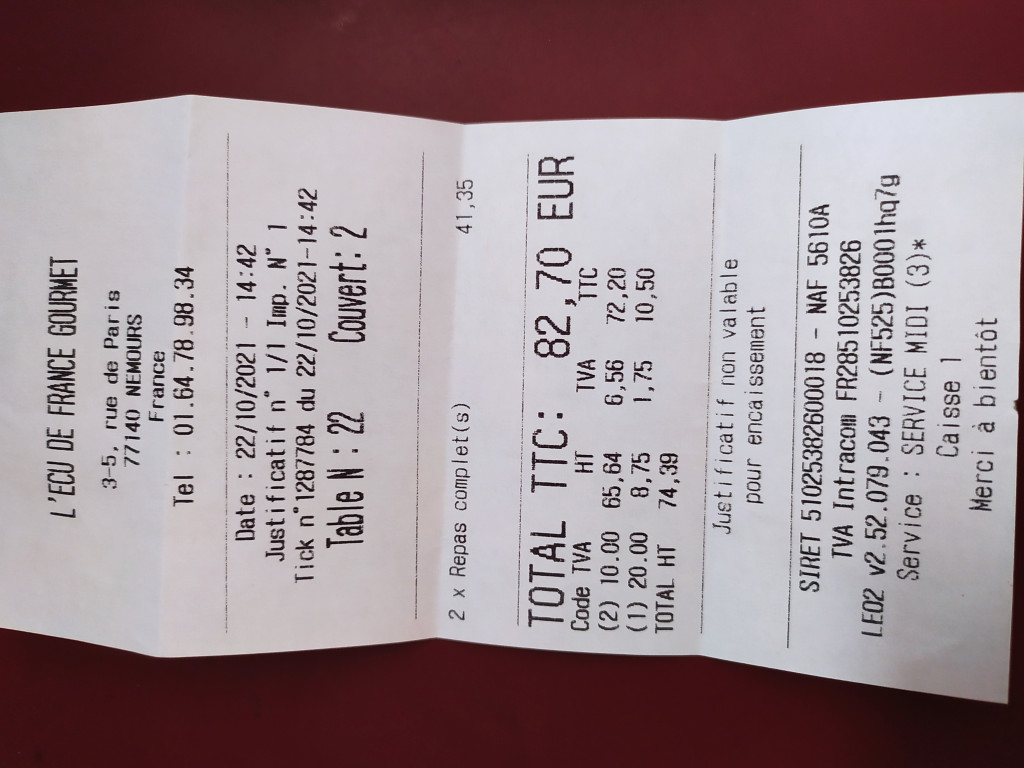 L'ECU DE FRANCE GOURMET
3-5, rue de Paris
77140 NEMOURS
France
Tel : 01.64.78.98.34
Date : 22/10/2021 - 14:42
Justificatif n° 1/1 Imp. N° 1
Tick n°1287784 du 22/10/2021-14:42
Table N : 22 Couvert: 2
2 x Repas complet(s) 41,35
TOTAL TTC: 82,70 EUR
Code TVA HT TVA TTC
(2) 10.00 65,64 6,56 72,20
(1) 20.00 8,75 1,75 10,50
TOTAL HT 74,39
Justificatif non valable
pour encaissement
SIRET 51025382600018 - NAF 5610A
TVA Intracom FR28510253826
LEO2 v2.52.079.043 - (NF525)B0001hq7g
Service : SERVICE MIDI (3)*
Caisse 1
Merci à bientôt